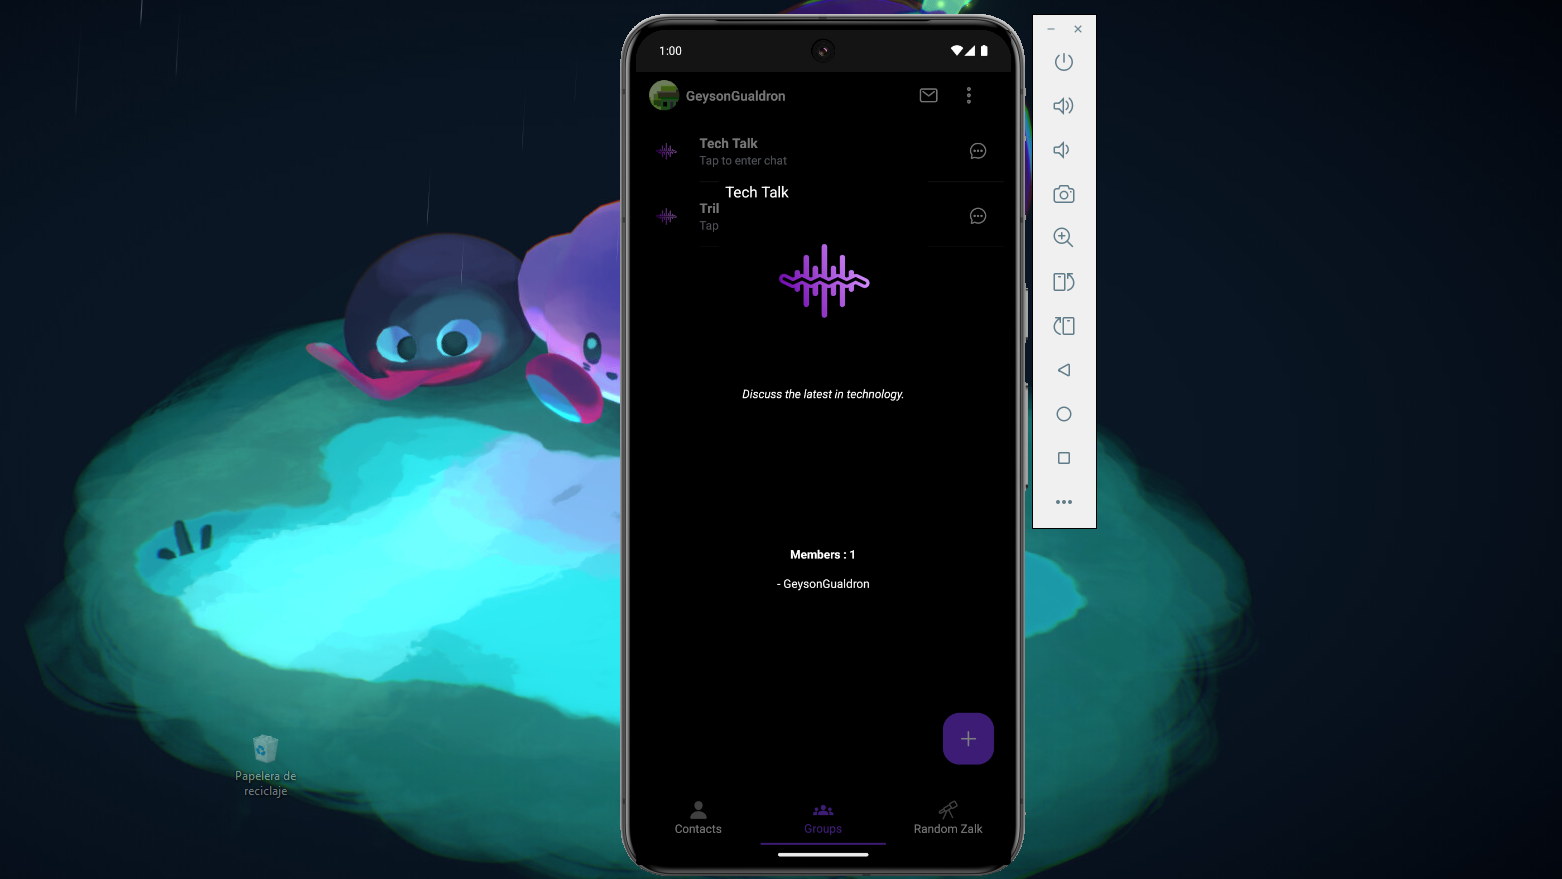 1:00
GeysonGualdron
Tech Talk
Tap to enter chat
Tech Talk
Tril
Tap
Discuss the latest in technology.
Members : 1
- GeysonGualdron
Contacts
Groups
Random Zalk
Papelera de
reciclaje